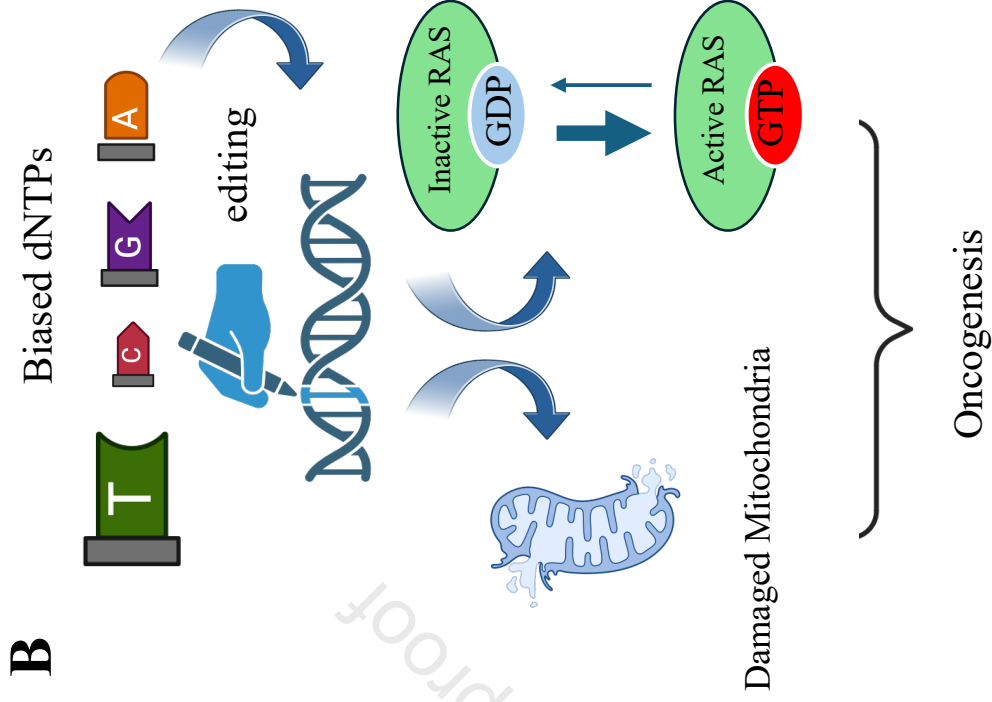 B
Biased dNTPs
T
C
G
A
editing
Inactive RAS
GDP
Active RAS
GTP
Damaged Mitochondria
Oncogenesis
proof